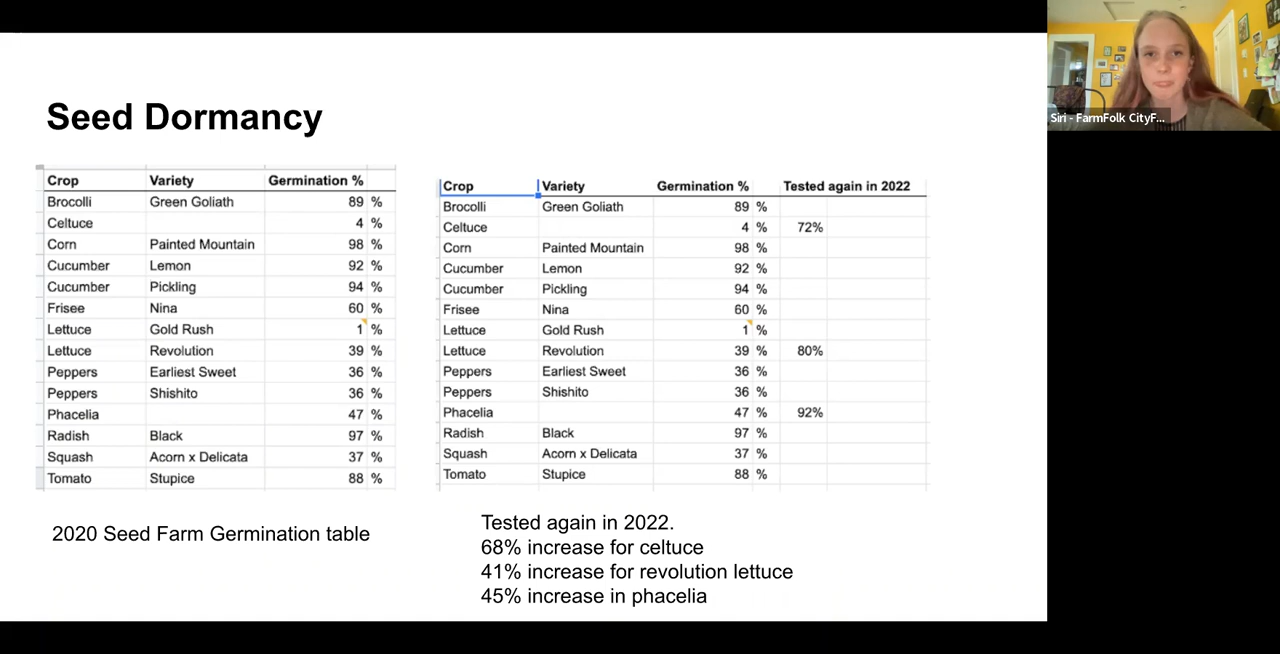 Seed Dormancy
Siri - FarmFolk CityF...
Crop Variety Germination %
Brocolli Green Goliath 89 %
Celtuce 4 %
Corn Painted Mountain 98 %
Cucumber Lemon 92 %
Cucumber Pickling 94 %
Frisee Nina 60 %
Lettuce Gold Rush 1 %
Lettuce Revolution 39 %
Peppers Earliest Sweet 36 %
Peppers Shishito 36 %
Phacelia 47 %
Radish Black 97 %
Squash Acorn x Delicata 37 %
Tomato Stupice 88 %
2020 Seed Farm Germination table
Crop Variety Germination % Tested again in 2022
Brocolli Green Goliath 89 %
Celtuce 4 % 72%
Corn Painted Mountain 98 %
Cucumber Lemon 92 %
Cucumber Pickling 94 %
Frisee Nina 60 %
Lettuce Gold Rush 1 %
Lettuce Revolution 39 % 80%
Peppers Earliest Sweet 36 %
Peppers Shishito 36 %
Phacelia 47 % 92%
Radish Black 97 %
Squash Acorn x Delicata 37 %
Tomato Stupice 88 %
Tested again in 2022.
68% increase for celtuce
41% increase for revolution lettuce
45% increase in phacelia